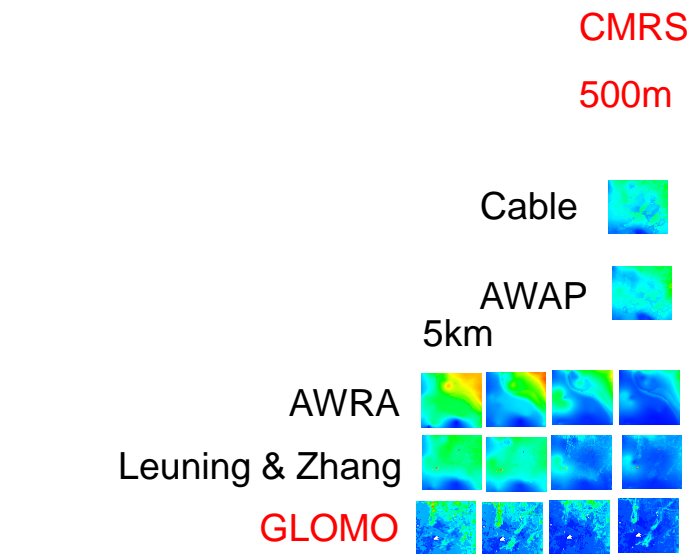 CMRS
500m
Cable
AWAP
5km
AWRA
Leuning & Zhang
GLOMO